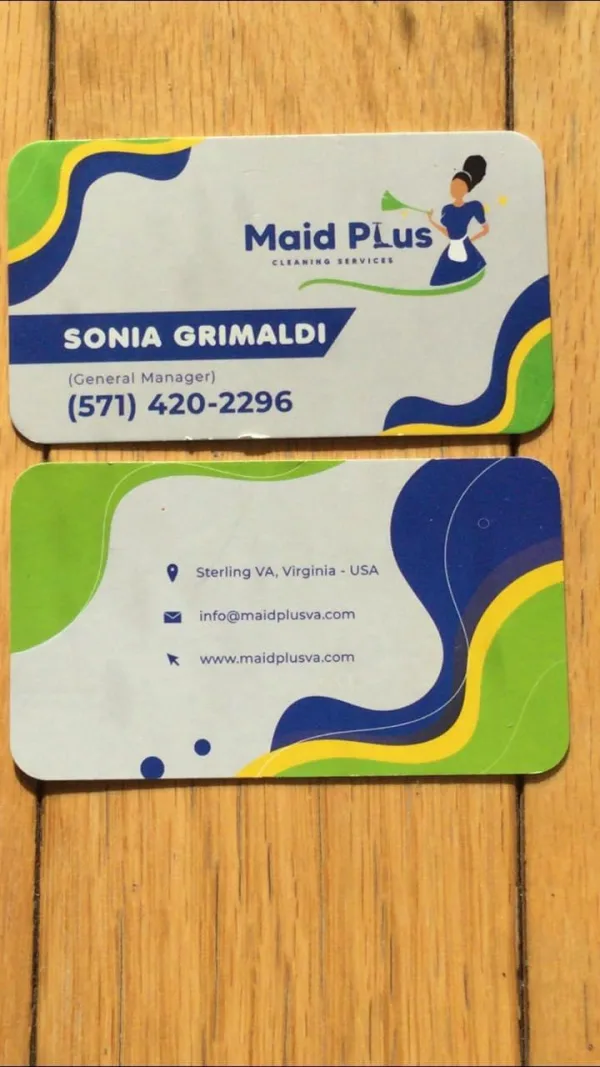 Maid Plus
CLEANING SERVICES
SONIA GRIMALDI
(General Manager)
(571) 420-2296
Sterling VA, Virginia - USA
info@maidplusva.com
www.maidplusva.com